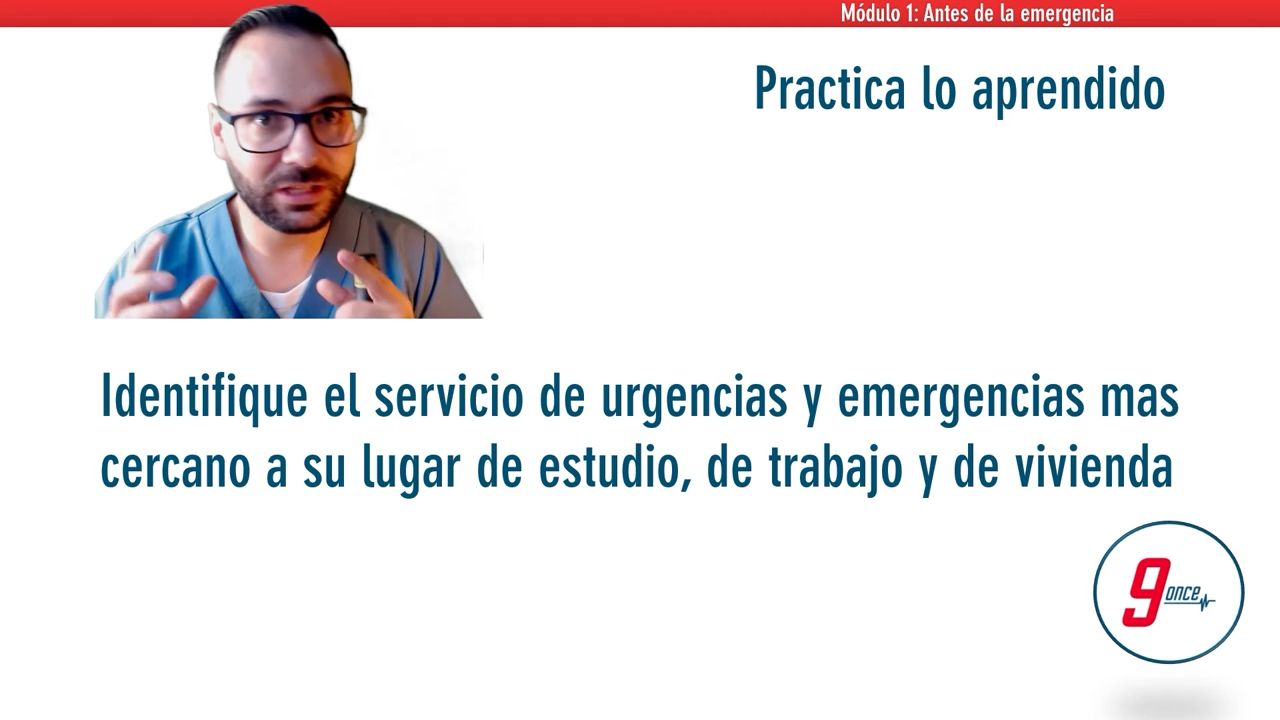 Módulo 1: Antes de la emergencia
Practica lo aprendido
Identifique el servicio de urgencias y emergencias mas
cercano a su lugar de estudio, de trabajo y de vivienda
9 once